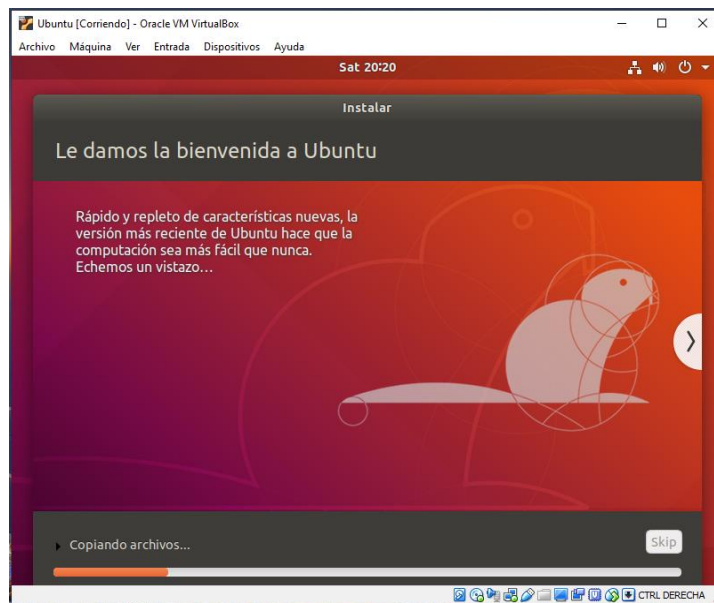 Ubuntu [Corriendo] - Oracle VM VirtualBox
Archivo Máquina Ver Entrada Dispositivos Ayuda
Sat 20:20
Instalar
Le damos la bienvenida a Ubuntu
Rápido y repleto de características nuevas, la
versión más reciente de Ubuntu hace que la
computación sea más fácil que nunca.
Echemos un vistazo…
Copiando archivos...
Skip
CTRL DERECHA